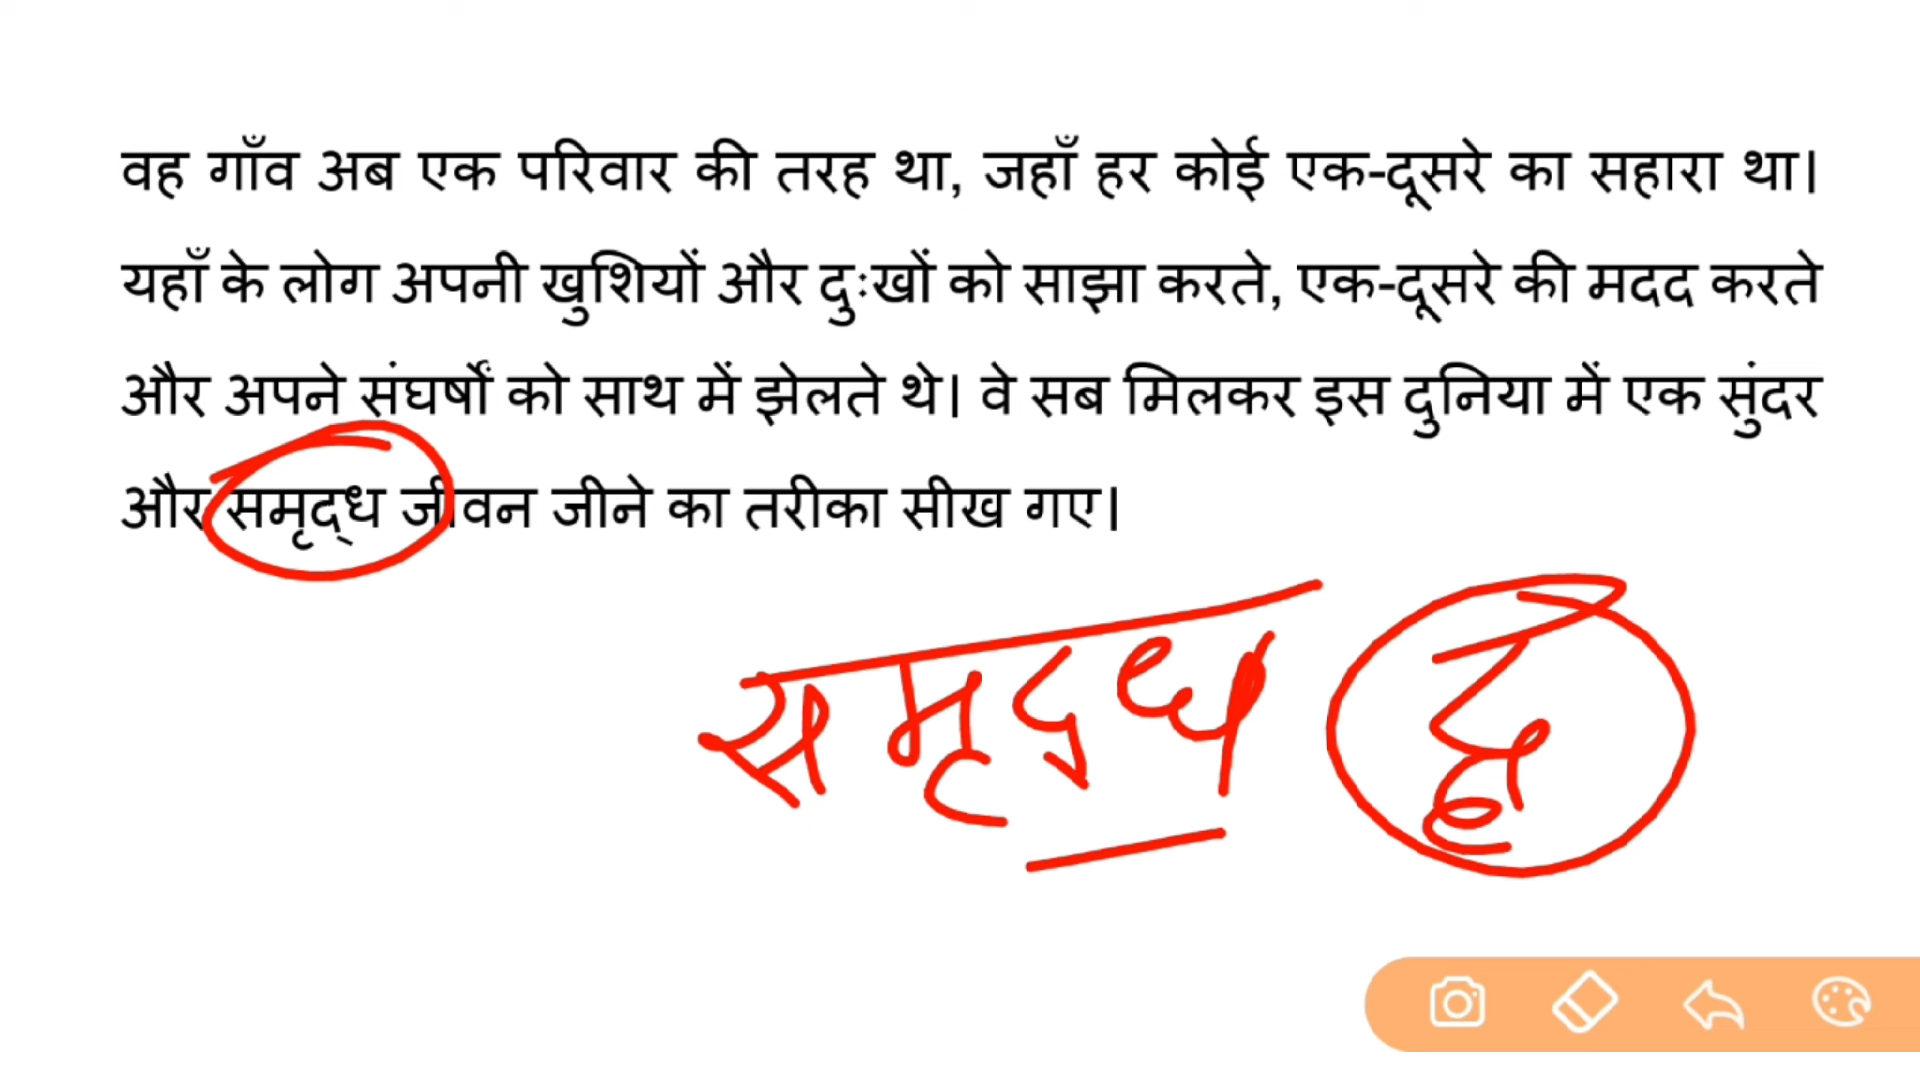 वह गाँव अब एक परिवार की तरह था, जहाँ हर कोई एक-दूसरे का सहारा था।
यहाँ के लोग अपनी खुशियों और दुःखों को साझा करते, एक-दूसरे की मदद करते
और अपने संघर्षों को साथ में झेलते थे। वे सब मिलकर इस दुनिया में एक सुंदर
और समृद्‌ध जीवन जीने का तरीका सीख गए।
समृद्‌ध द्ध